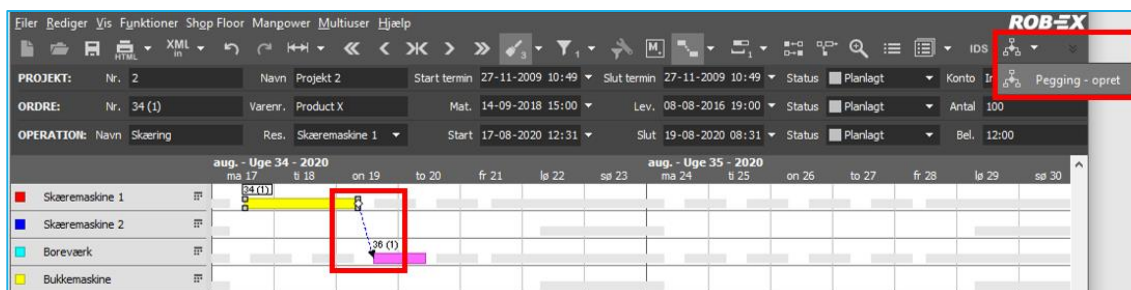 Filer Rediger Vis Funktioner Shop Floor Manpower Multiuser Hjælp
ROB-EX
HTML XML in 3 1 M 1 IDS
PROJEKT: Nr. 2 Navn Projekt 2 Start termin 27-11-2009 10:49 Slut termin 27-11-2009 10:49 Status Planlagt Konto
Pegging - opret
ORDRE: Nr. 34 (1) Varenr. Product X Mat. 14-09-2018 15:00 Lev. 08-08-2016 19:00 Status Planlagt Antal 100
OPERATION: Navn Skæring Res. Skæremaskine 1 Start 17-08-2020 12:31 Slut 19-08-2020 08:31 Status Planlagt Bel. 12:00
aug. - Uge 34 - 2020 aug. - Uge 35 - 2020
ma 17 ti 18 on 19 to 20 fr 21 lø 22 sø 23 ma 24 ti 25 on 26 to 27 fr 28 lø 29 sø 30
34 (1)
Skæremaskine 1
Skæremaskine 2
36 (1)
Boreværk
Bukkemaskine